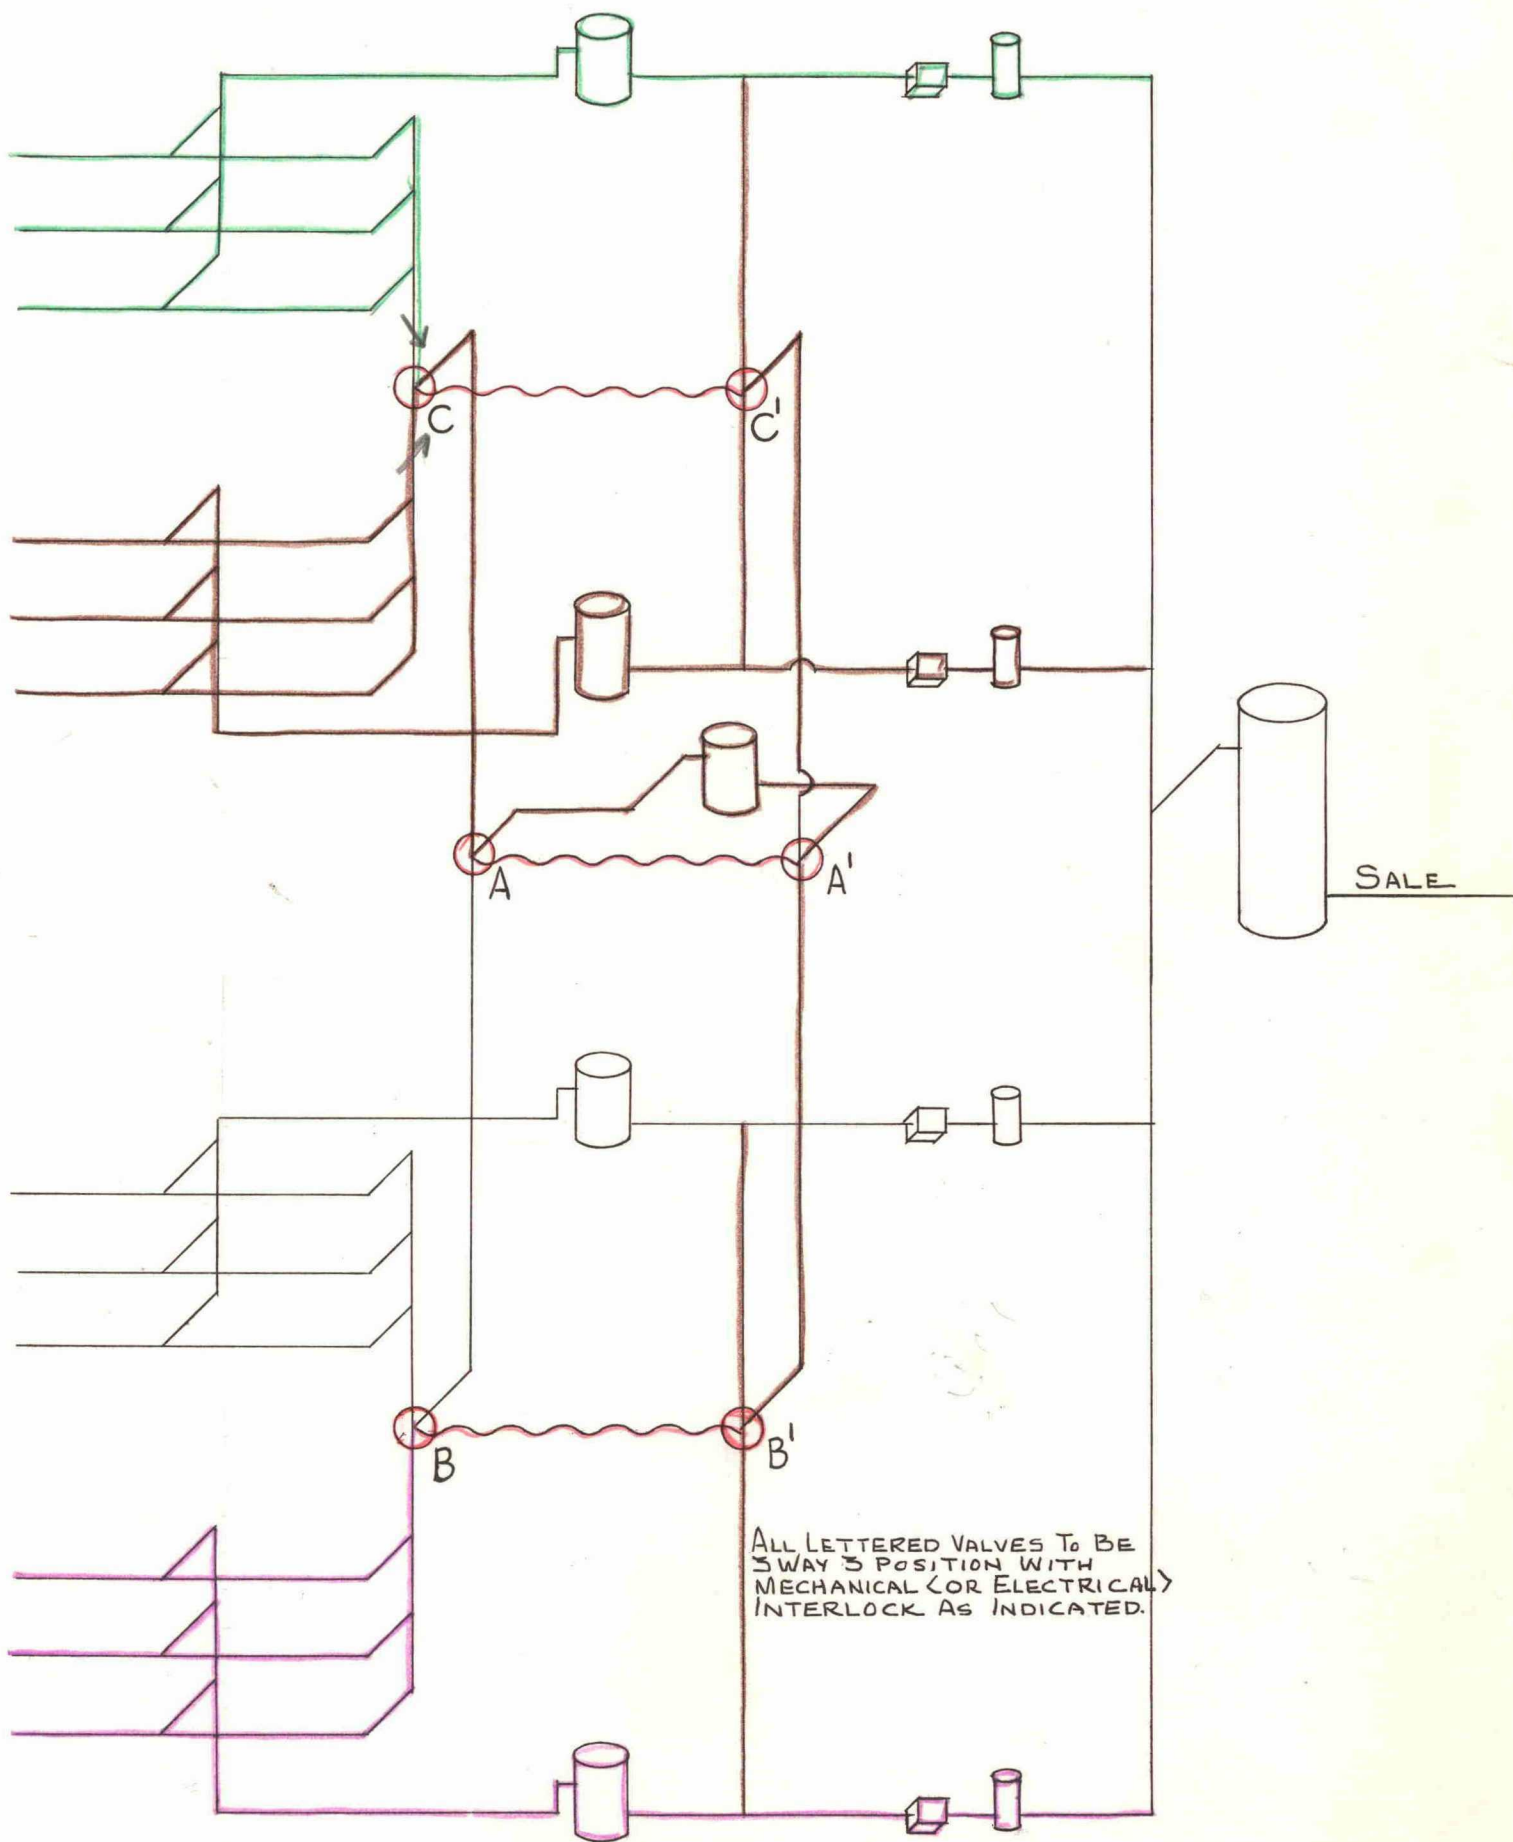 C
C'
A
A'
SALE
B
B'
ALL LETTERED VALVES TO BE
3 WAY 3 POSITION WITH
MECHANICAL <OR ELECTRICAL>
INTERLOCK AS INDICATED.